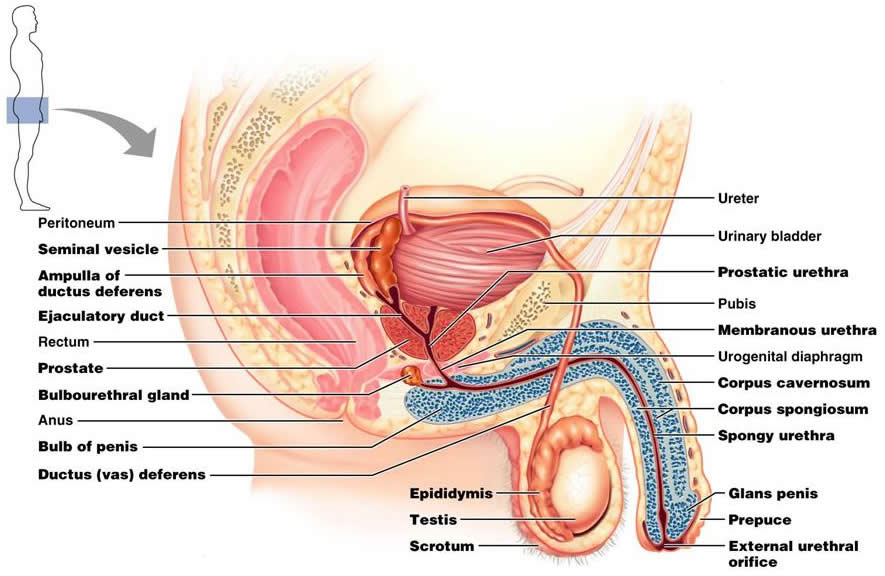 Peritoneum
Seminal vesicle
Ampulla of
ductus deferens
Ejaculatory duct
Rectum
Prostate
Bulbourethral gland
Anus
Bulb of penis
Ductus (vas) deferens
Epididymis
Testis
Scrotum
Ureter
Urinary bladder
Prostatic urethra
Pubis
Membranous urethra
Urogenital diaphragm
Corpus cavernosum
Corpus spongiosum
Spongy urethra
Glans penis
Prepuce
External urethral
orifice